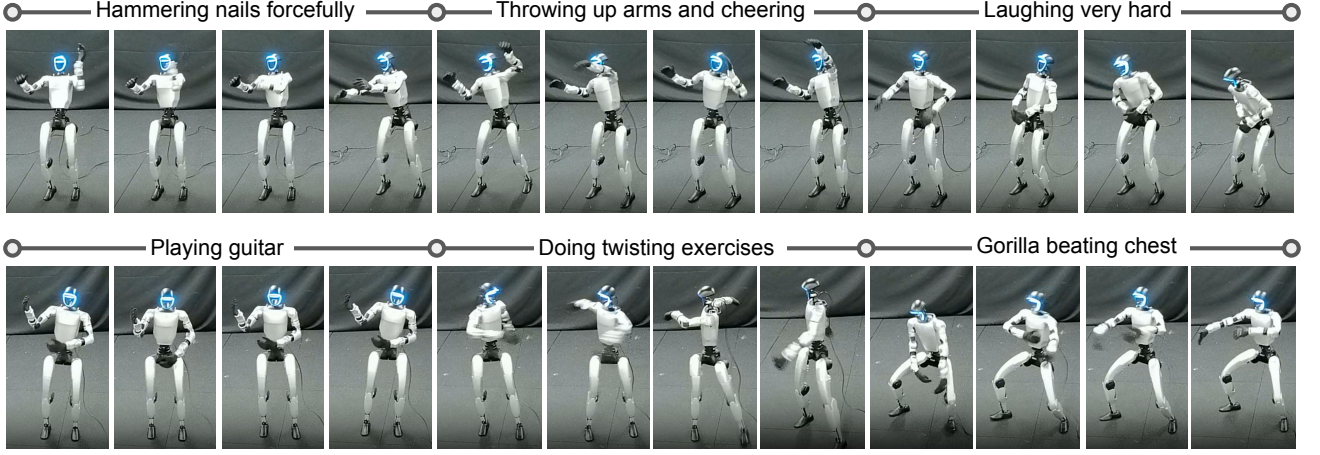 Hammering nails forcefully
Throwing up arms and cheering
Laughing very hard
Playing guitar
Doing twisting exercises
Gorilla beating chest